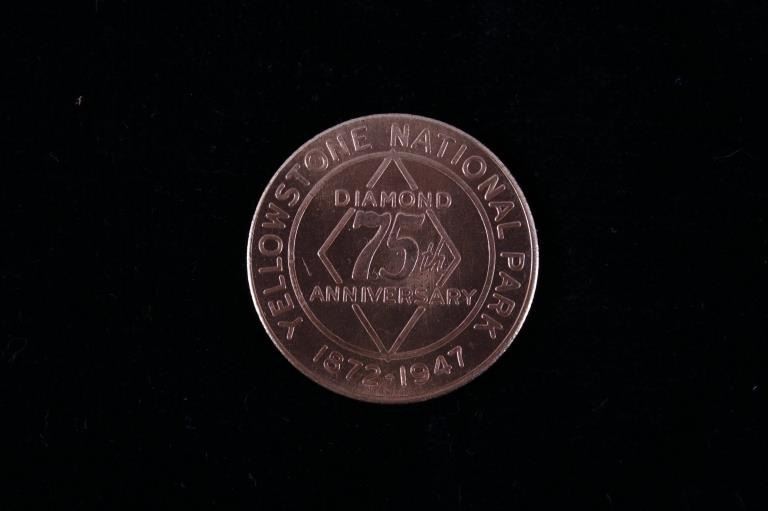 YELLOWSTONE NATIONAL PARK
DIAMOND
75th
ANNIVERSARY
1872-1947